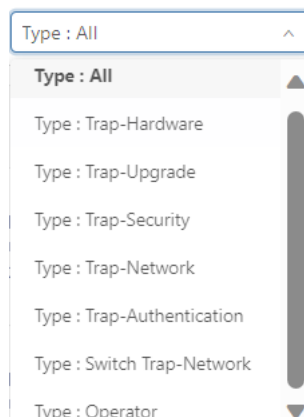 Type : All
Type : All
Type : Trap-Hardware
Type : Trap-Upgrade
Type : Trap-Security
Type : Trap-Network
Type : Trap-Authentication
Type : Switch Trap-Network
Type : Operator